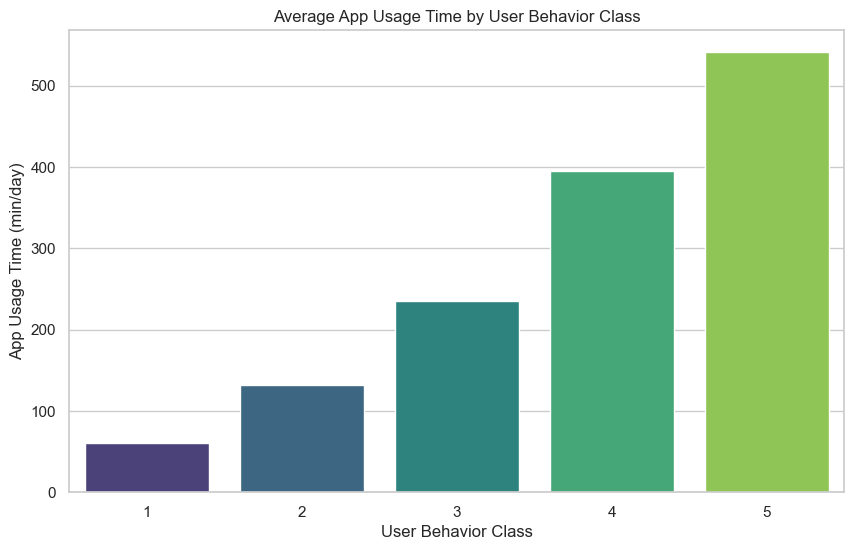 Average App Usage Time by User Behavior Class
App Usage Time (min/day)
500
400
300
200
100
0
1 2 3 4 5
User Behavior Class